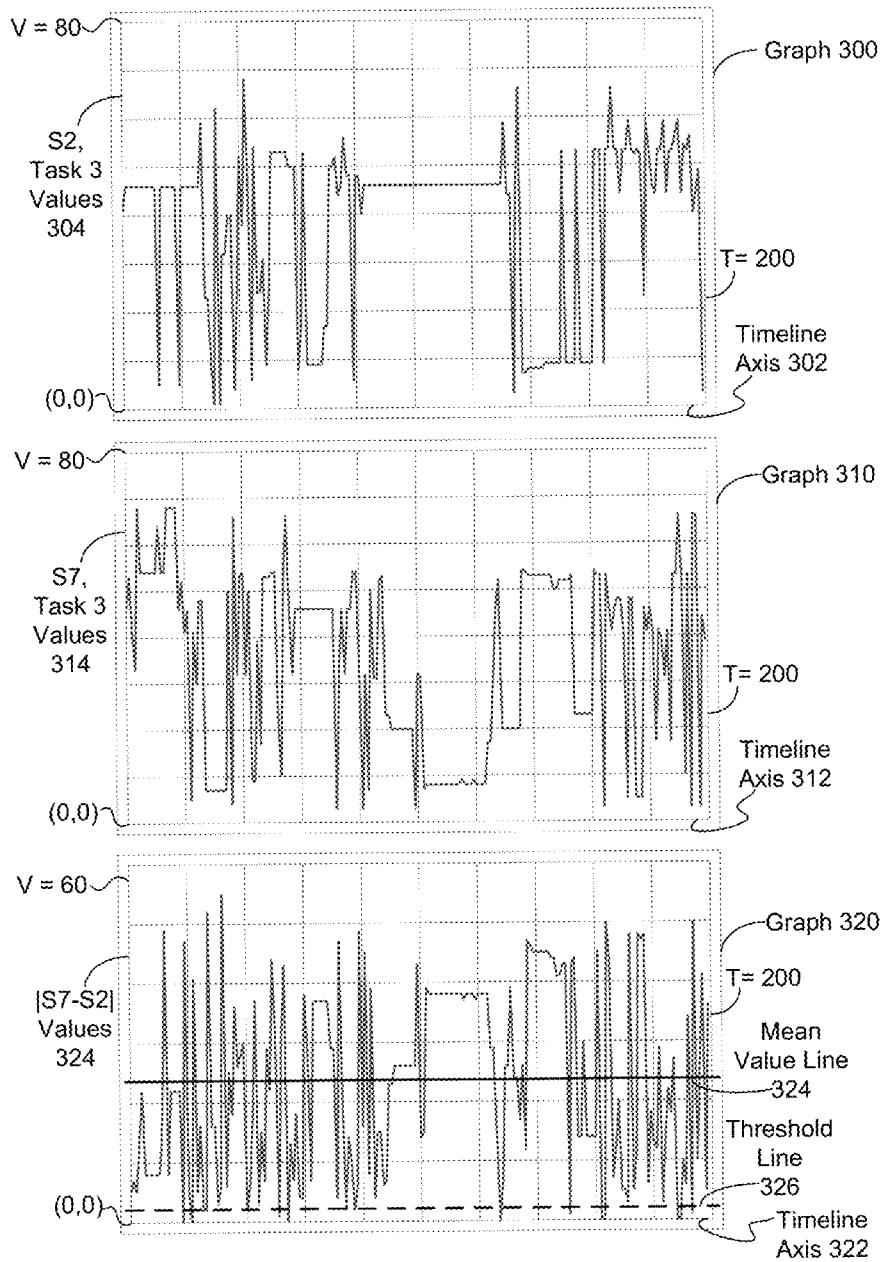 V = 80
Graph 300
S2,
Task 3
Values
304
T= 200
Timeline
Axis 302
(0,0)
V = 80
Graph 310
S7,
Task 3
Values
314
T= 200
Timeline
Axis 312
(0,0)
V = 60
Graph 320
|S7-S2|
Values
324
T= 200
Mean
Value Line
324
Threshold
Line
326
(0,0)
Timeline
Axis 322